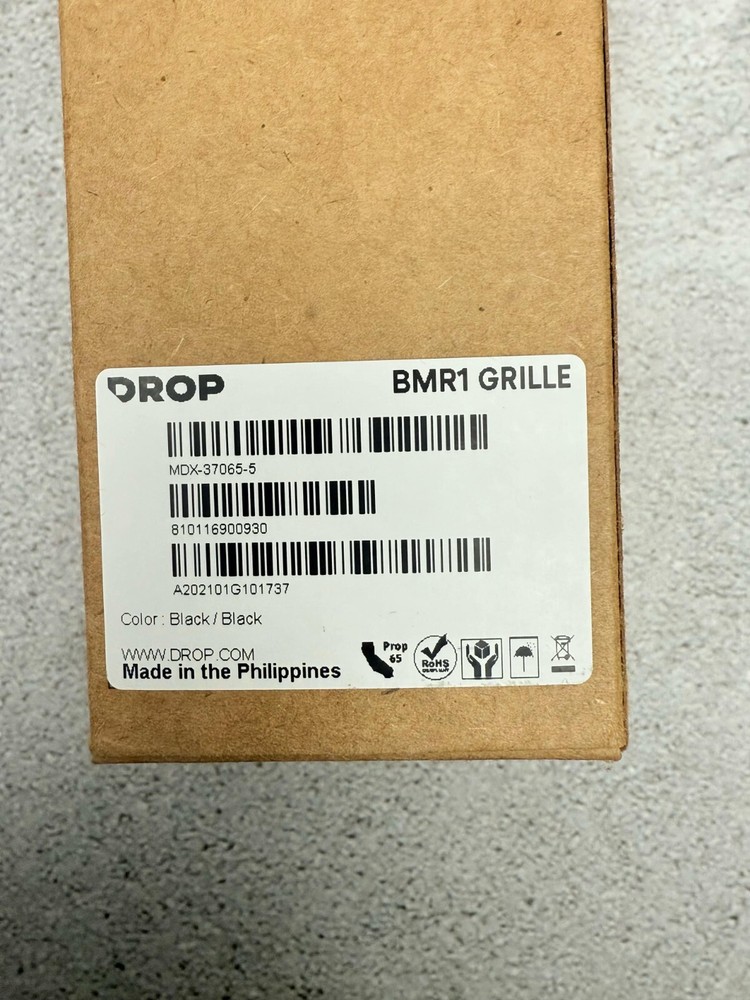 DROP
BMR1 GRILLE
MDX-37065-5
810116900930
A202101G101737
Color : Black / Black
WWW.DROP.COM
Made in the Philippines
Prop
65
RoHS
COMPLIANT